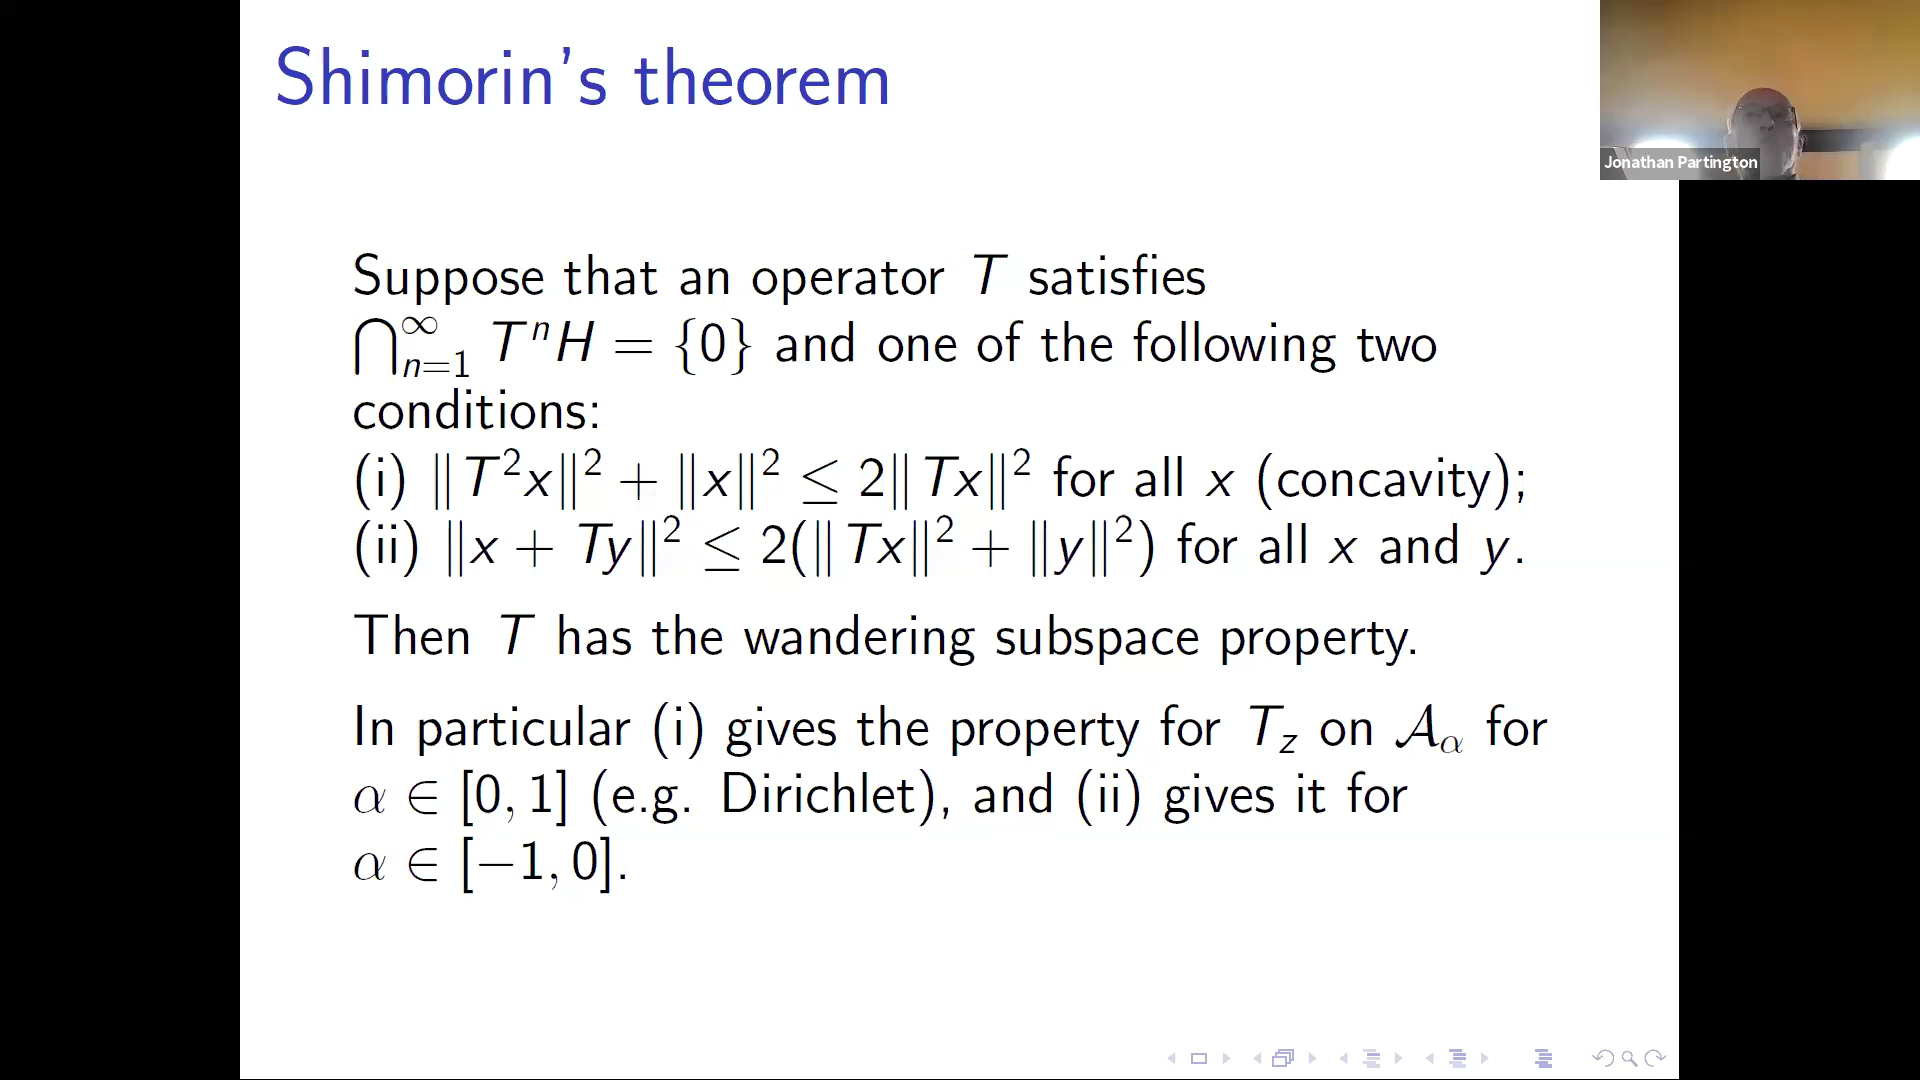 Shimorin's theorem
Jonathan Partington
Suppose that an operator T satisfies
⋂_{n=1}^{∞} T^n H = {0} and one of the following two
conditions:
(i) ‖T²x‖² + ‖x‖² ≤ 2‖Tx‖² for all x (concavity);
(ii) ‖x + Ty‖² ≤ 2(‖Tx‖² + ‖y‖²) for all x and y.
Then T has the wandering subspace property.
In particular (i) gives the property for T_z on 𝒜_α for
α ∈ [0, 1] (e.g. Dirichlet), and (ii) gives it for
α ∈ [−1, 0].